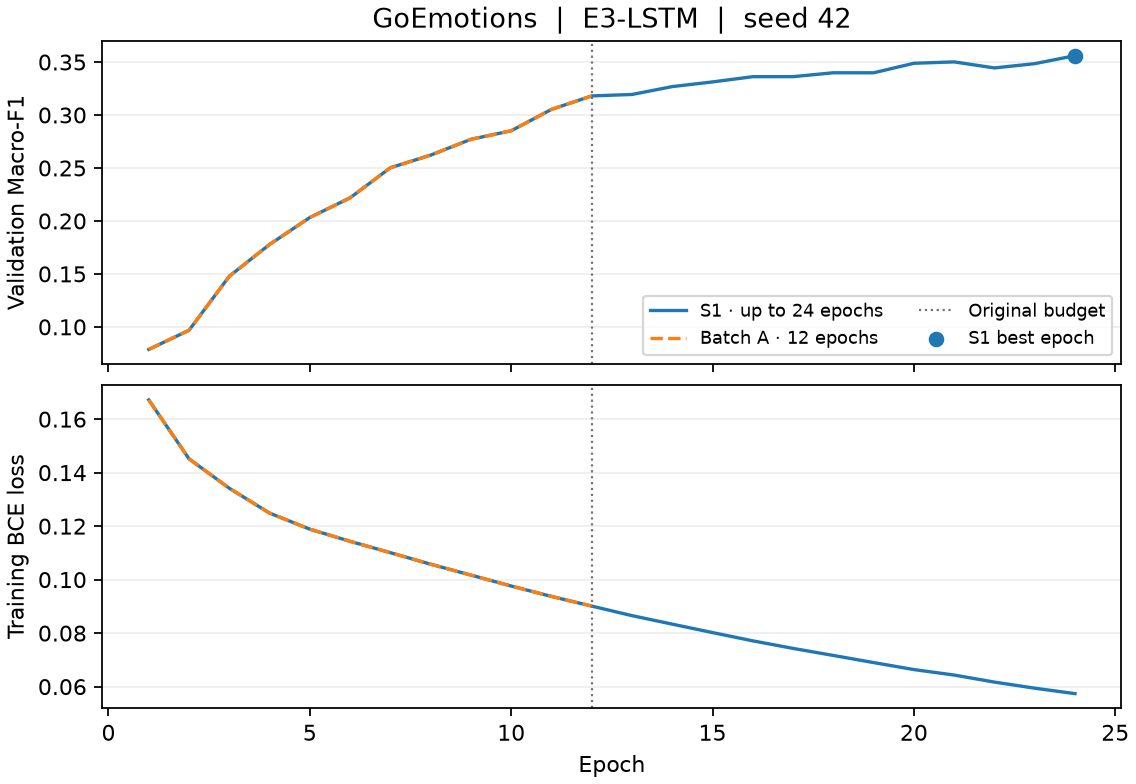 GoEmotions | E3-LSTM | seed 42
Validation Macro-F1
0.35
0.30
0.25
0.20
0.15
0.10
S1 · up to 24 epochs
Batch A · 12 epochs
Original budget
S1 best epoch
Training BCE loss
0.16
0.14
0.12
0.10
0.08
0.06
0 5 10 15 20 25
Epoch